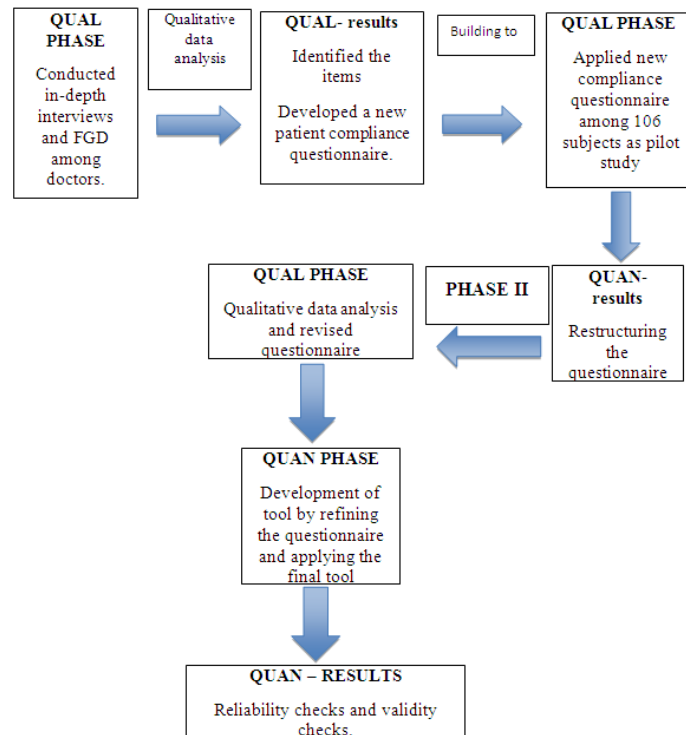 QUAL
PHASE
Conducted
in-depth
interviews
and FGD
among
doctors.
Qualitative
data
analysis
QUAL- results
Identified the
items
Developed a new
patient compliance
questionnaire.
Building to
QUAL PHASE
Applied new
compliance
questionnaire
among 106
subjects as pilot
study
QUAN-
results
Restructuring
the
questionnaire
PHASE II
QUAL PHASE
Qualitative data analysis
and revised
questionnaire
QUAN PHASE
Development of
tool by refining
the questionnaire
and applying the
final tool
QUAN – RESULTS
Reliability checks and validity
checks.